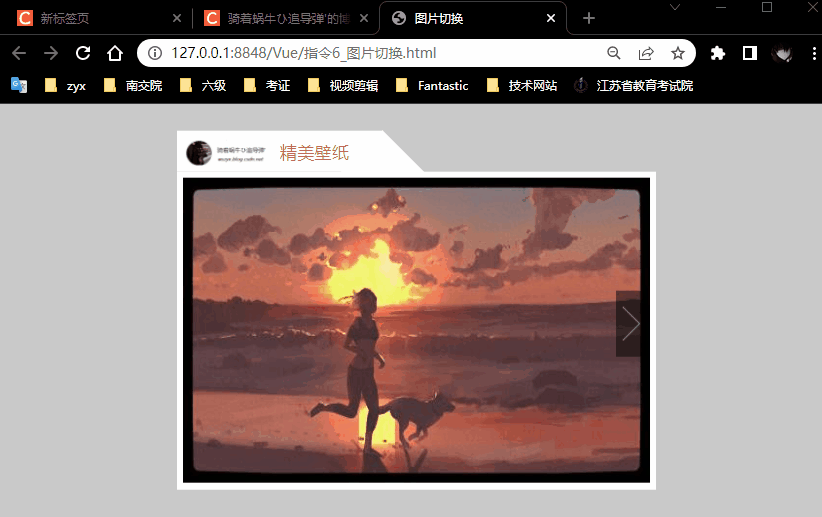 新标签页
骑着蜗牛ひ追导弹'的博
图片切换
127.0.0.1:8848/Vue/指令6_图片切换.html
zyx
南交院
六级
考证
视频剪辑
Fantastic
技术网站
江苏省教育考试院
骑着蜗牛ひ追导弹'
精美壁纸